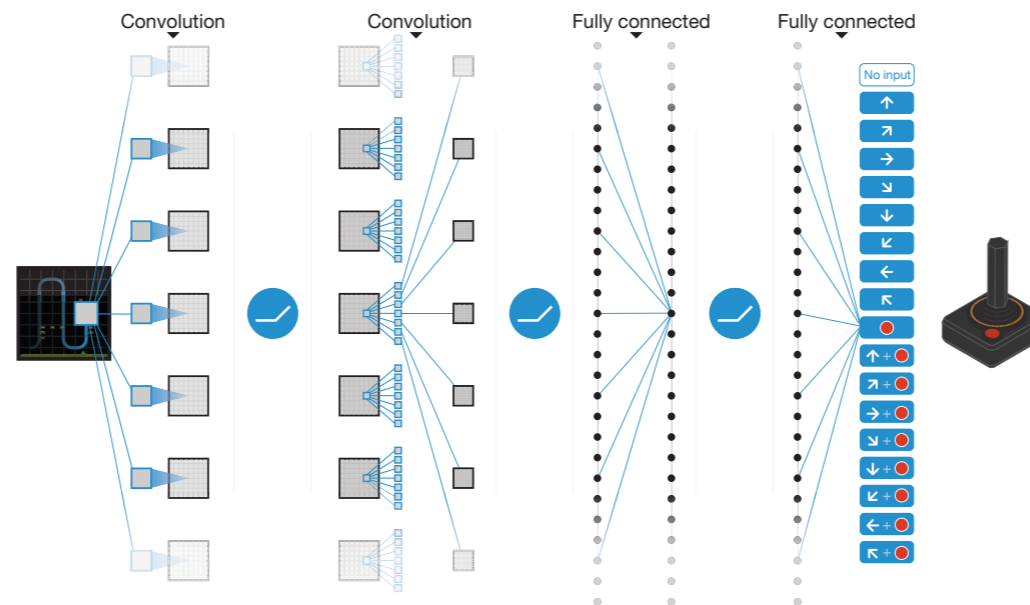 Convolution
Convolution
Fully connected
Fully connected
No input
+
+
+
+
+
+
+
+